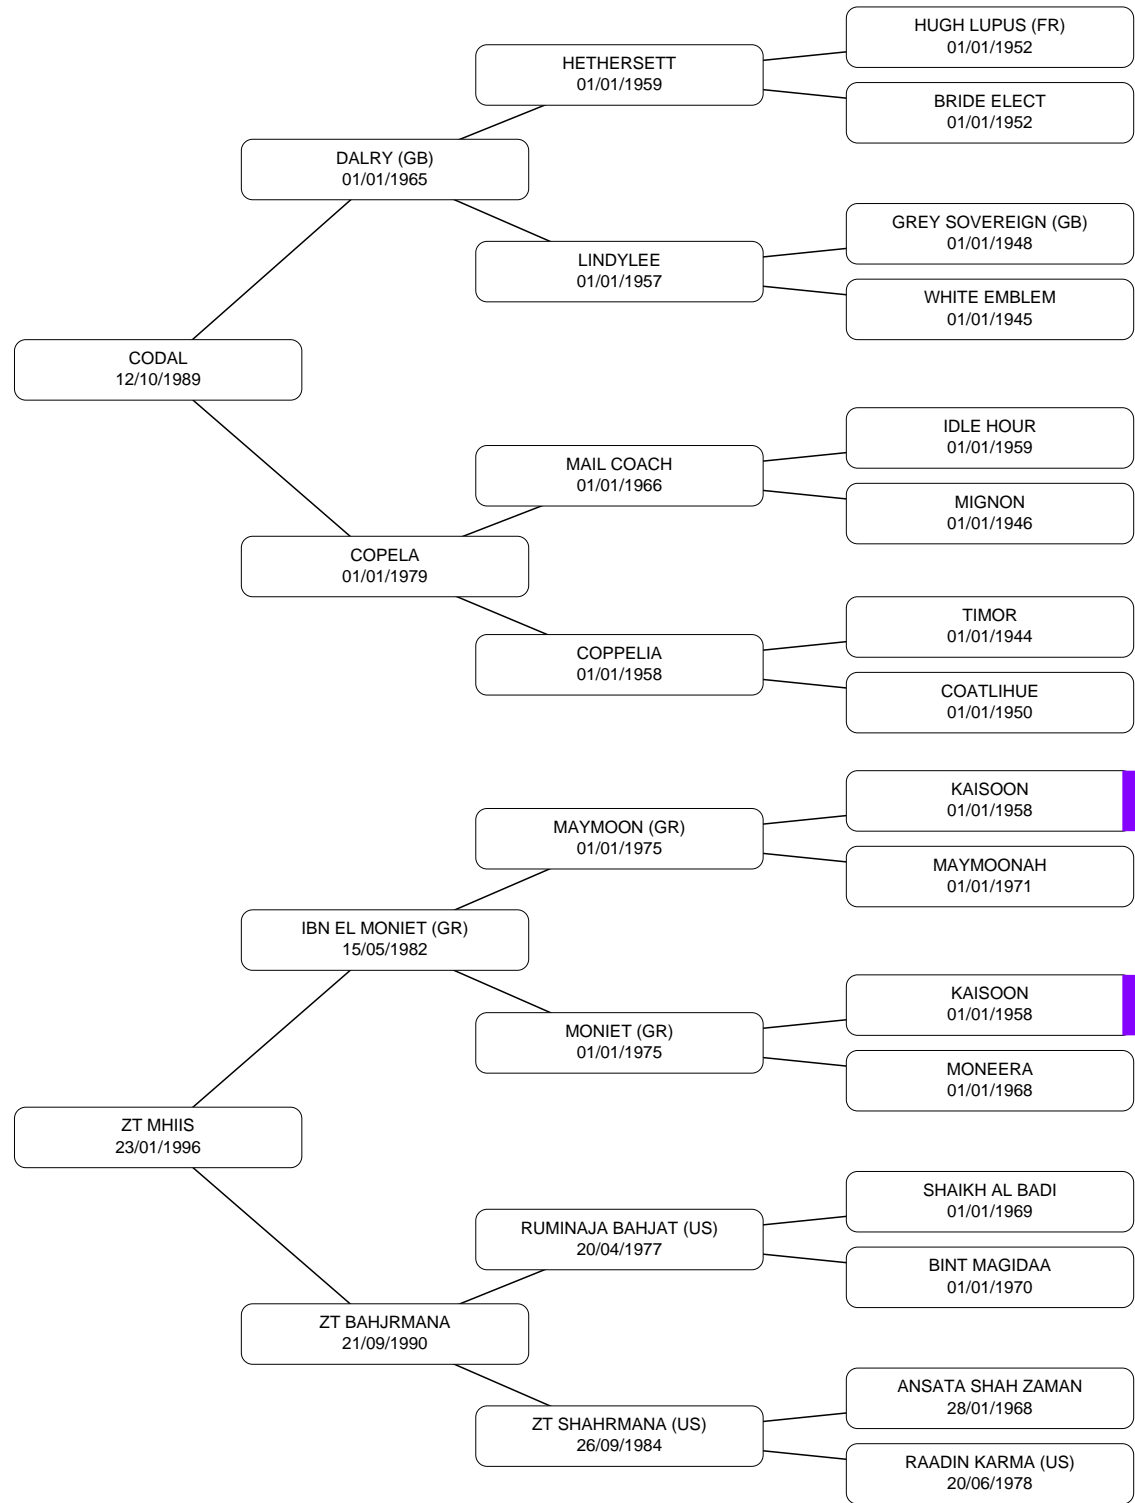 HUGH LUPUS (FR)
01/01/1952
HETHERSETT
01/01/1959
BRIDE ELECT
01/01/1952
DALRY (GB)
01/01/1965
GREY SOVEREIGN (GB)
01/01/1948
LINDYLEE
01/01/1957
WHITE EMBLEM
01/01/1945
CODAL
12/10/1989
IDLE HOUR
01/01/1959
MAIL COACH
01/01/1966
MIGNON
01/01/1946
COPELA
01/01/1979
TIMOR
01/01/1944
COPPELIA
01/01/1958
COATLIHUE
01/01/1950
KAISOON
01/01/1958
MAYMOON (GR)
01/01/1975
MAYMOONAH
01/01/1971
IBN EL MONIET (GR)
15/05/1982
KAISOON
01/01/1958
MONIET (GR)
01/01/1975
MONEERA
01/01/1968
ZT MHIIS
23/01/1996
SHAIKH AL BADI
01/01/1969
RUMINAJA BAHJAT (US)
20/04/1977
BINT MAGIDAA
01/01/1970
ZT BAHJRMANA
21/09/1990
ANSATA SHAH ZAMAN
28/01/1968
ZT SHAHRMANA (US)
26/09/1984
RAADIN KARMA (US)
20/06/1978